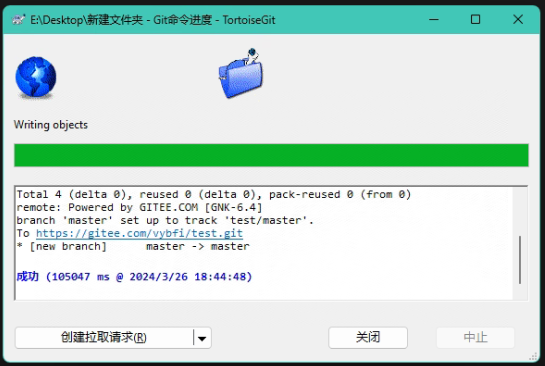 E:\Desktop\新建文件夹 - Git命令进度 - TortoiseGit
Writing objects
Total 4 (delta 0), reused 0 (delta 0), pack-reused 0 (from 0)
remote: Powered by GITEE.COM [GNK-6.4]
branch 'master' set up to track 'test/master'.
To https://gitee.com/vybfi/test.git
* [new branch]      master -> master
成功 (105047 ms @ 2024/3/26 18:44:48)
创建拉取请求(R)
关闭
中止